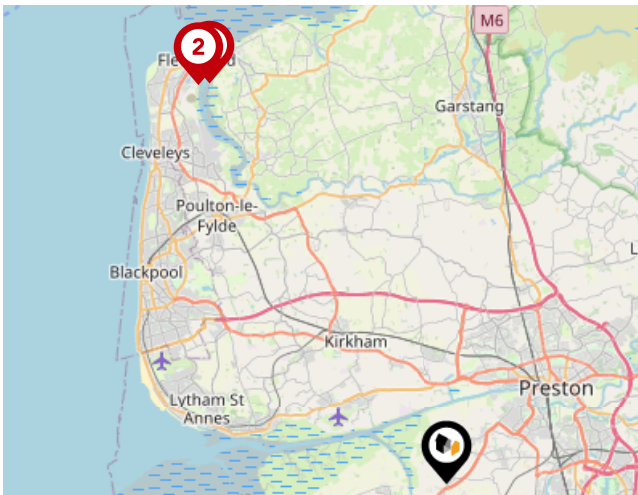 M6
2
Garstang
Cleveleys
Poulton-le-
Fylde
Blackpool
Kirkham
Preston
Lytham St
Annes